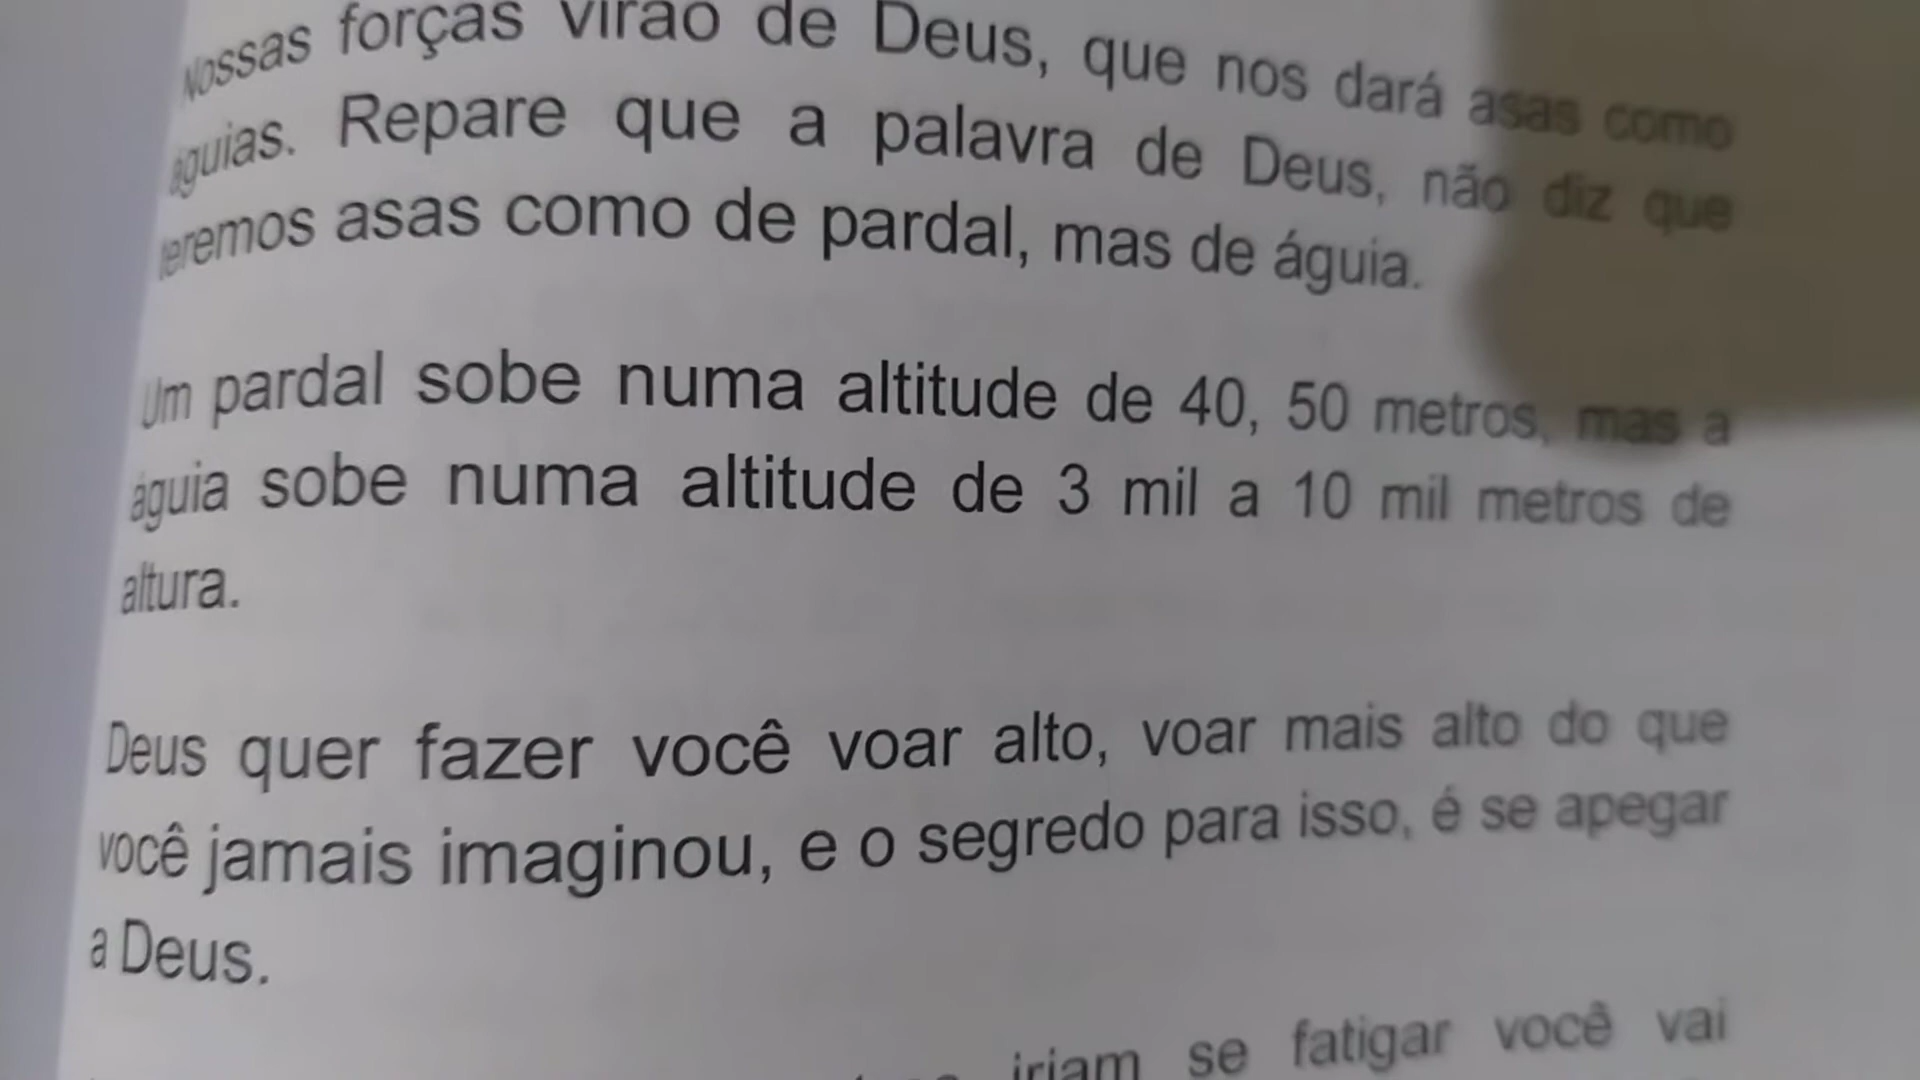 Nossas forças virão de Deus, que nos dará asas como
águias. Repare que a palavra de Deus, não diz que
teremos asas como de pardal, mas de águia.
Um pardal sobe numa altitude de 40, 50 metros, mas a
águia sobe numa altitude de 3 mil a 10 mil metros de
altura.
Deus quer fazer você voar alto, voar mais alto do que
você jamais imaginou, e o segredo para isso, é se apegar
a Deus.
iriam se fatigar você vai